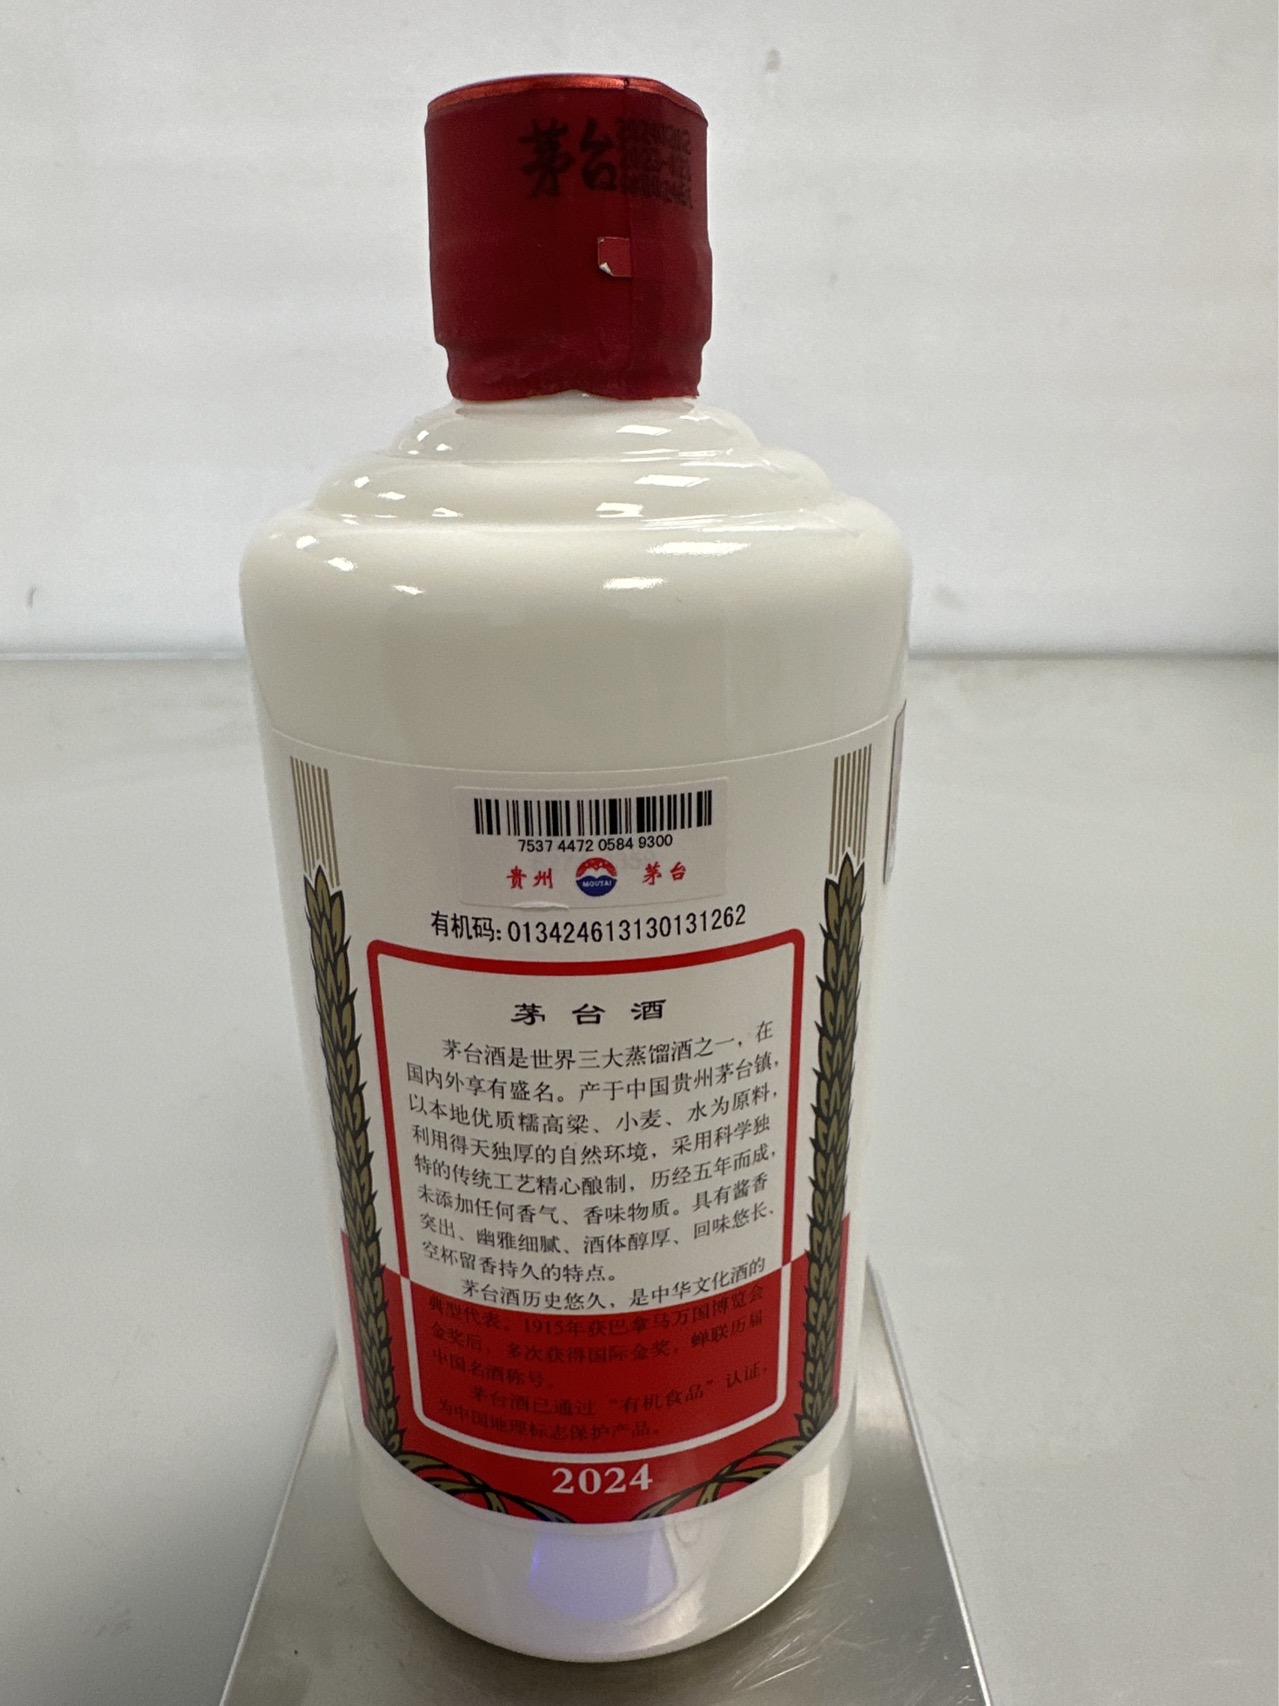 茅台
7537 4472 0584 9300
贵州 MOUTAI 茅台
有机码:013424613130131262
茅台酒
茅台酒是世界三大蒸馏酒之一，在
国内外享有盛名。产于中国贵州茅台镇，
以本地优质糯高粱、小麦、水为原料，
利用得天独厚的自然环境，采用科学独
特的传统工艺精心酿制，历经五年而成，
未添加任何香气、香味物质。具有酱香
突出、幽雅细腻、酒体醇厚、回味悠长、
空杯留香持久的特点。
茅台酒历史悠久，是中华文化酒的
典型代表。1915年获巴拿马万国博览会
金奖后，多次获得国际金奖，蝉联历届
中国名酒称号。
茅台酒已通过“有机食品”认证，
为中国地理标志保护产品。
2024